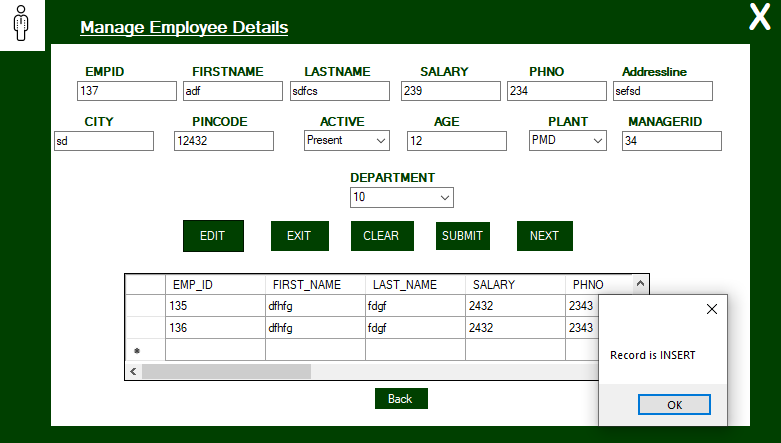 Manage Employee Details
X
EMPID FIRSTNAME LASTNAME SALARY PHNO Addressline
137 adf sdfcs 239 234 sefsd
CITY PINCODE ACTIVE AGE PLANT MANAGERID
sd 12432 Present 12 PMD 34
DEPARTMENT
10
EDIT EXIT CLEAR SUBMIT NEXT
EMP_ID FIRST_NAME LAST_NAME SALARY PHNO
135 dfhfg fdgf 2432 2343
136 dfhfg fdgf 2432 2343
*
Record is INSERT
OK
Back